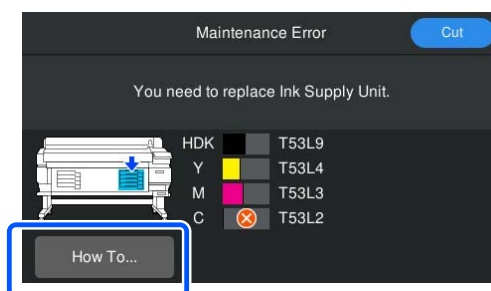 Maintenance Error
Cut
You need to replace Ink Supply Unit.
HDK T53L9
Y T53L4
M T53L3
C T53L2
How To...